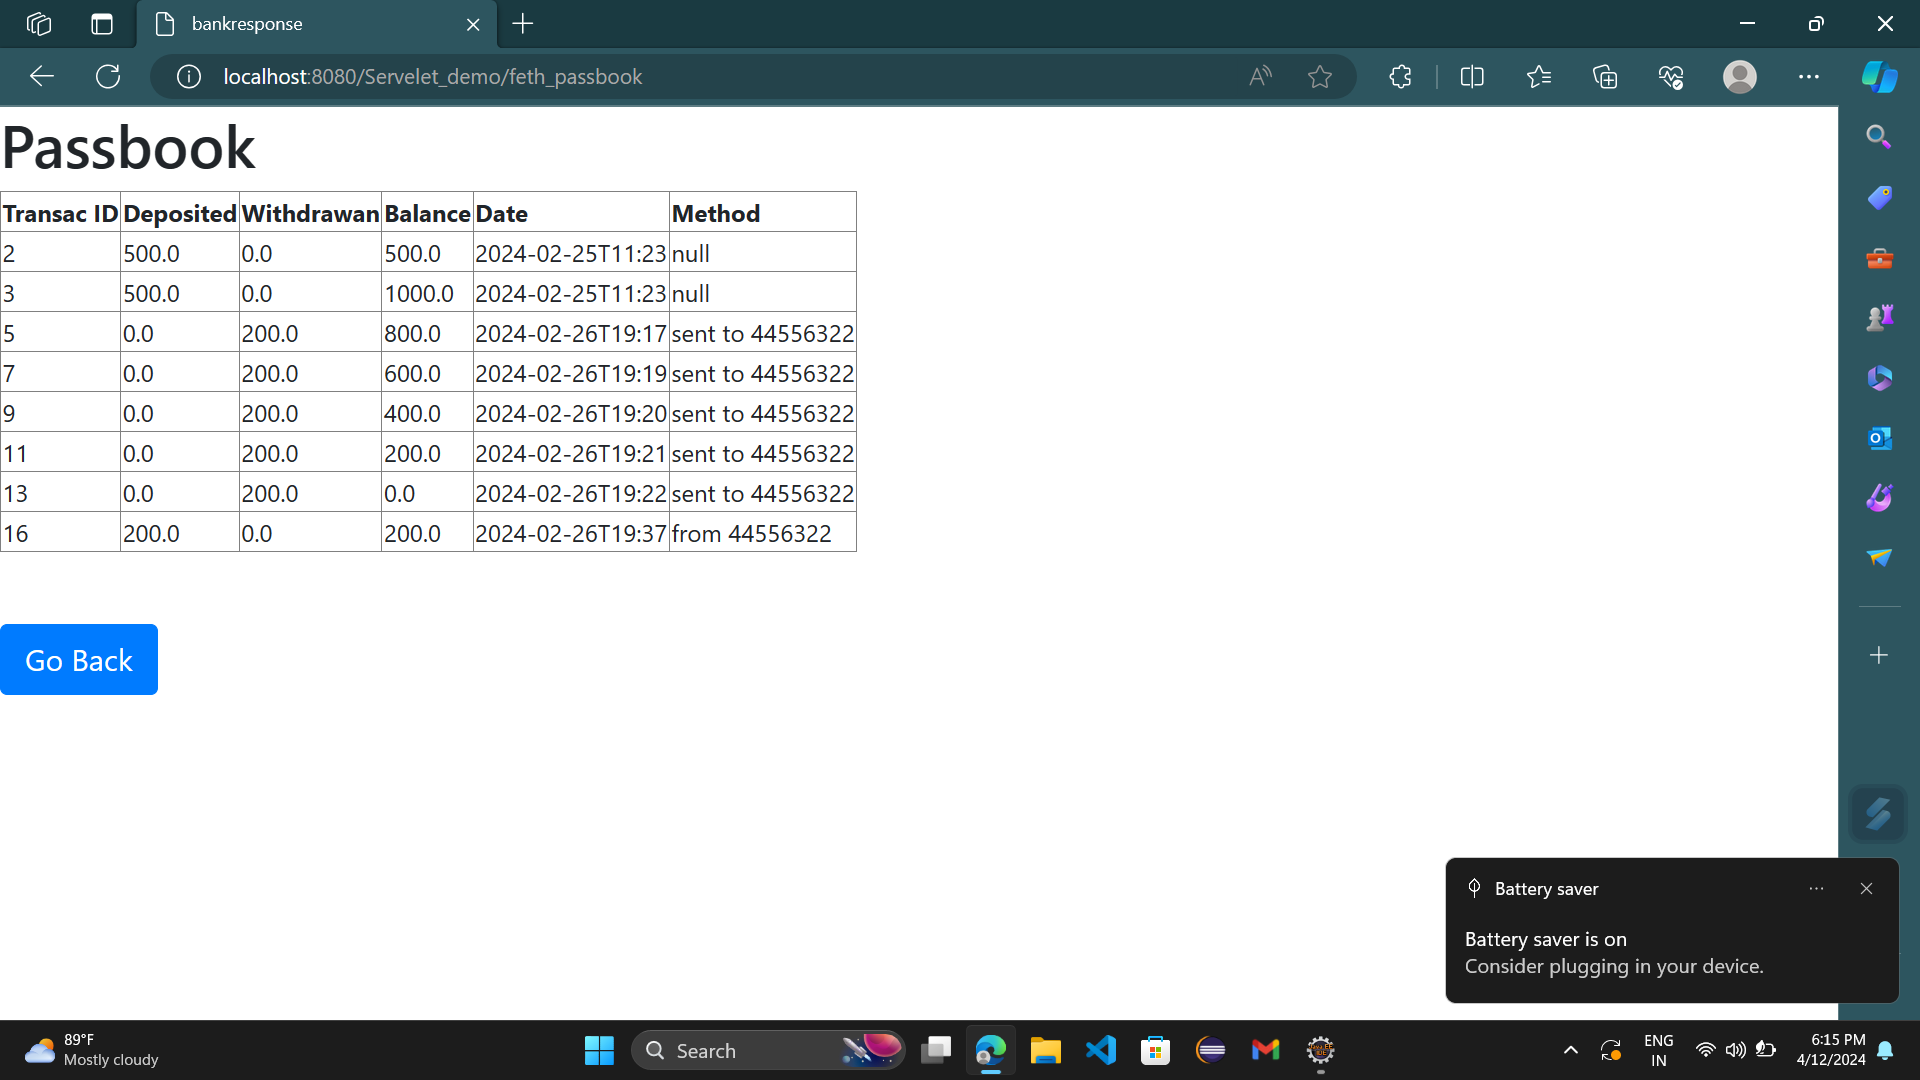 bankresponse
localhost:8080/Servelet_demo/feth_passbook
Passbook
Transac ID Deposited Withdrawan Balance Date Method
2 500.0 0.0 500.0 2024-02-25T11:23 null
3 500.0 0.0 1000.0 2024-02-25T11:23 null
5 0.0 200.0 800.0 2024-02-26T19:17 sent to 44556322
7 0.0 200.0 600.0 2024-02-26T19:19 sent to 44556322
9 0.0 200.0 400.0 2024-02-26T19:20 sent to 44556322
11 0.0 200.0 200.0 2024-02-26T19:21 sent to 44556322
13 0.0 200.0 0.0 2024-02-26T19:22 sent to 44556322
16 200.0 0.0 200.0 2024-02-26T19:37 from 44556322
Go Back
Battery saver
Battery saver is on
Consider plugging in your device.
89°F
Mostly cloudy
Search
ENG
IN
6:15 PM
4/12/2024